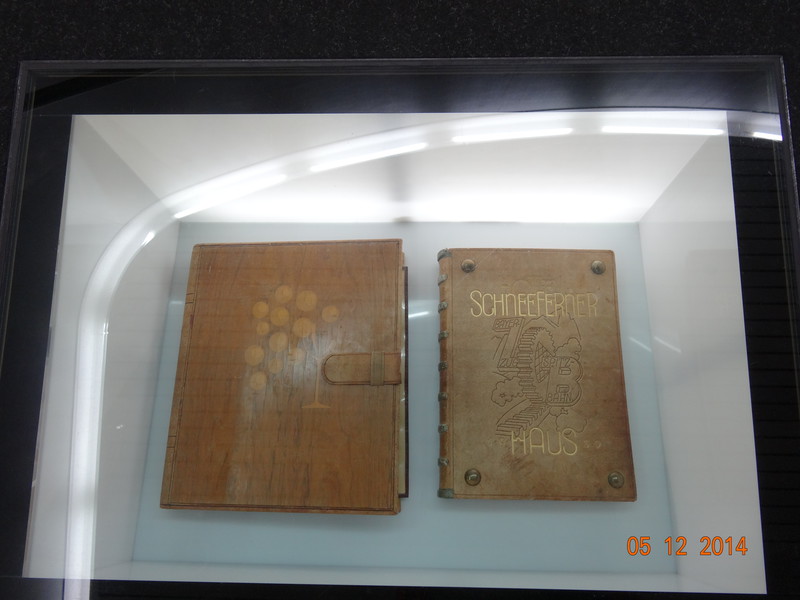 SCHNEEFERNER
Z
B
HAUS
05 12 2014